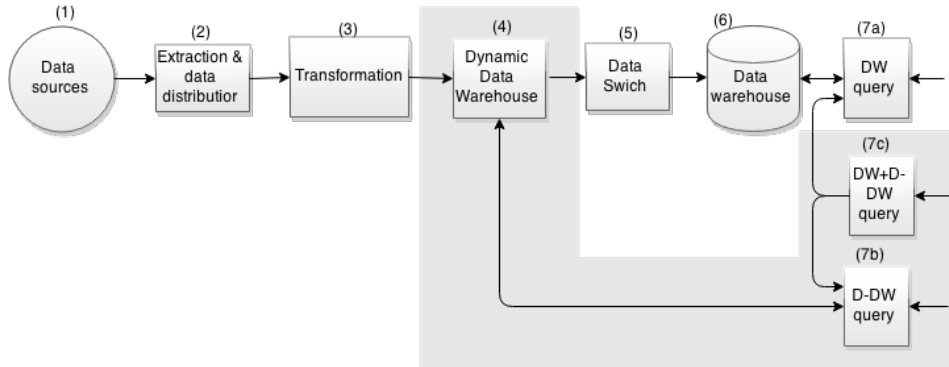 (1)
Data
sources
(2)
Extraction &
data
distributior
(3)
Transformation
(4)
Dynamic
Data
Warehouse
(5)
Data
Swich
(6)
Data
warehouse
(7a)
DW
query
(7c)
DW+D-
DW
query
(7b)
D-DW
query